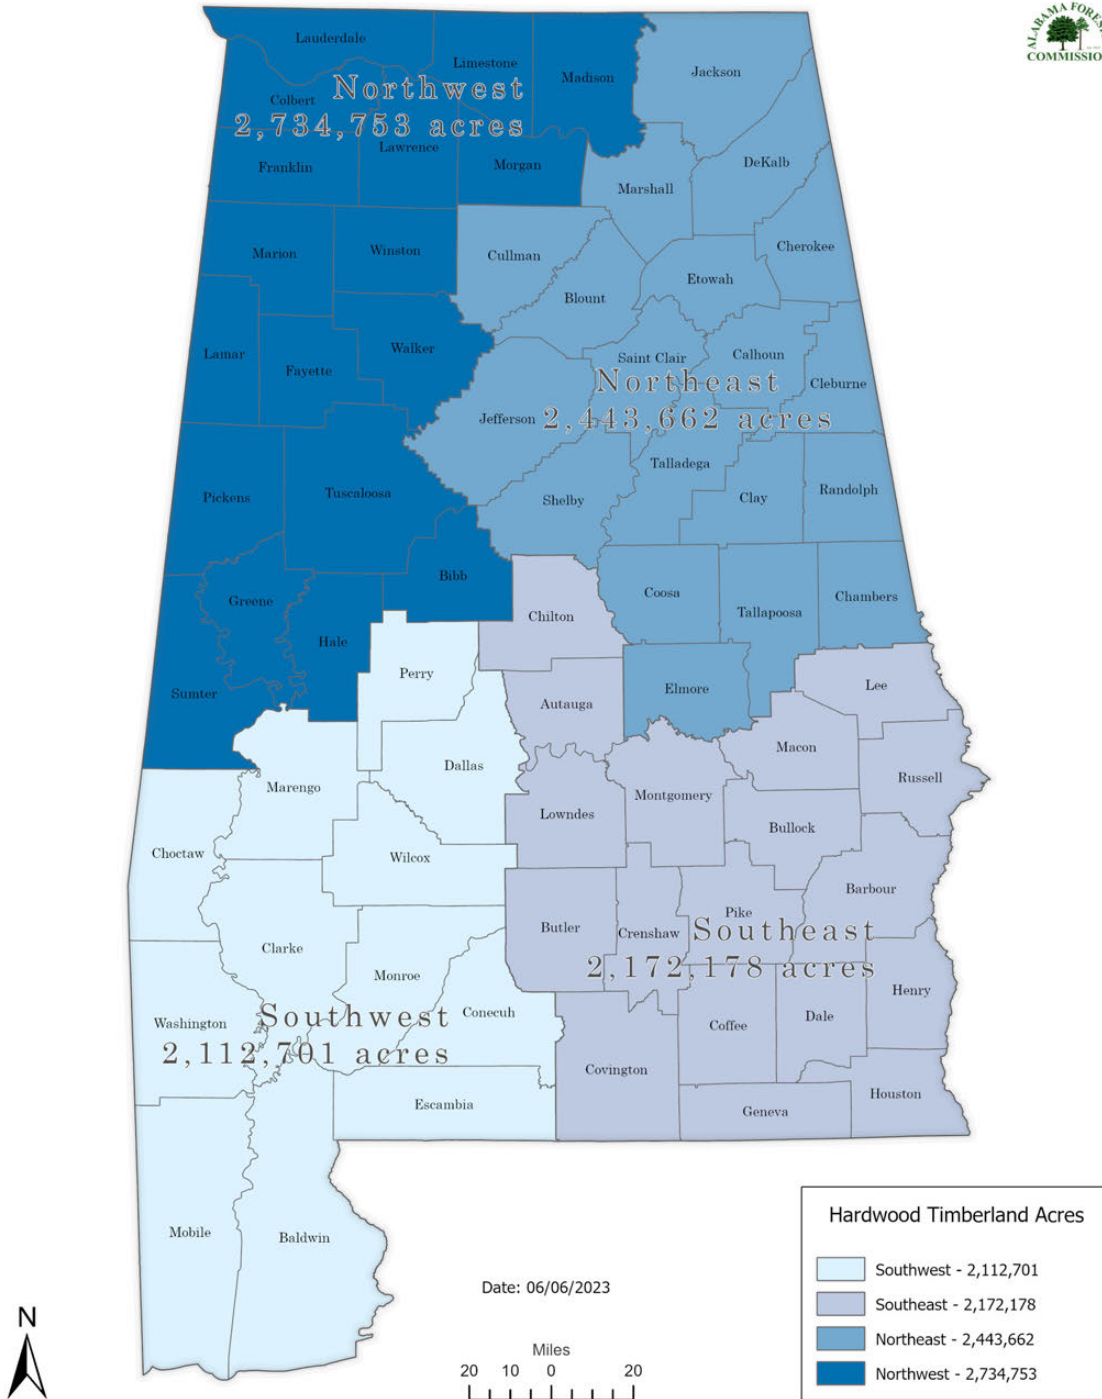 ALABAMA FORES
COMMISSIO
Lauderdale
Limestone
Madison
Jackson
Colbert
Northwest
2,734,753 acres
Lawrence
Franklin
Morgan
DeKalb
Marshall
Marion
Winston
Cullman
Cherokee
Etowah
Blount
Lamar
Walker
Saint Clair
Calhoun
Fayette
Northeast
Cleburne
Jefferson
2,443,662 acres
Talladega
Pickens
Tuscaloosa
Shelby
Clay
Randolph
Bibb
Greene
Chilton
Coosa
Tallapoosa
Chambers
Hale
Perry
Sumter
Autauga
Elmore
Lee
Macon
Dallas
Marengo
Montgomery
Russell
Lowndes
Bullock
Choctaw
Wilcox
Barbour
Clarke
Butler
Crenshaw
Pike
Southeast
2,172,178 acres
Monroe
Henry
Washington
Southwest
Conecuh
2,112,701 acres
Coffee
Dale
Covington
Escambia
Geneva
Houston
Mobile
Baldwin
Hardwood Timberland Acres
Southwest - 2,112,701
Southeast - 2,172,178
Northeast - 2,443,662
Northwest - 2,734,753
Date: 06/06/2023
N
Miles
20 10 0 20